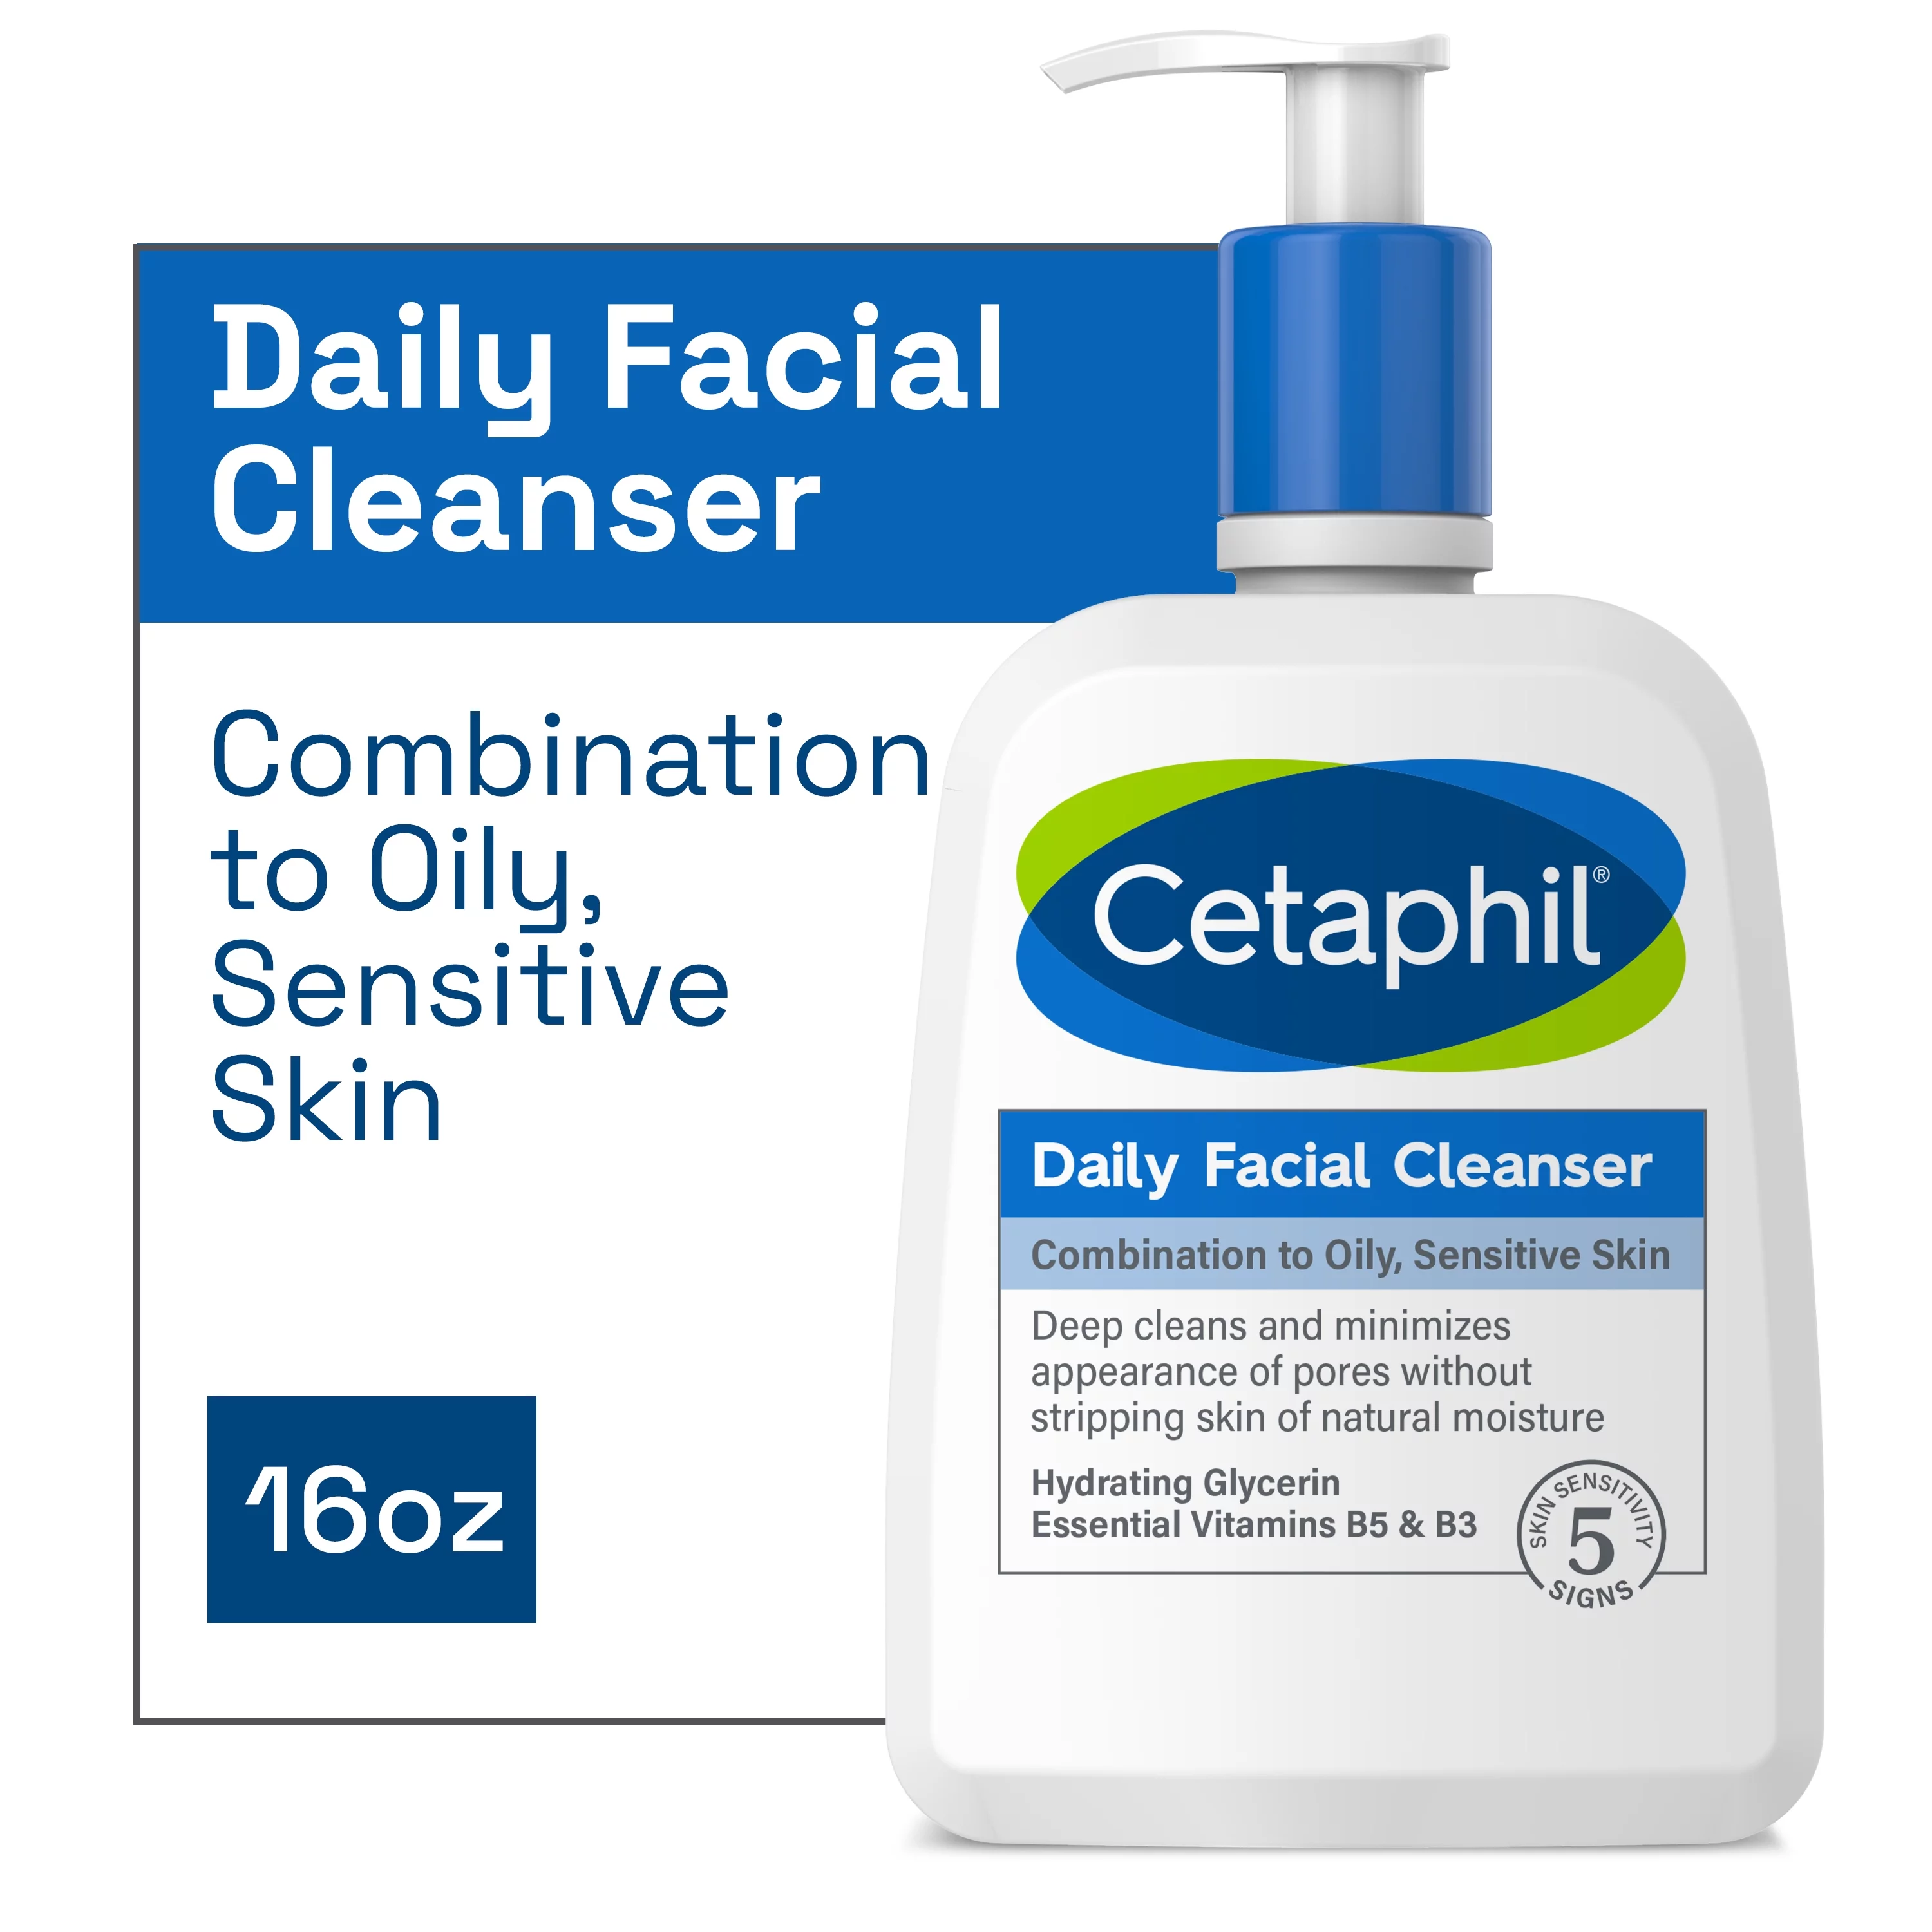 Daily Facial
Cleanser
Combination
to Oily,
Sensitive
Skin
16oz
Cetaphil®
Daily Facial Cleanser
Combination to Oily, Sensitive Skin
Deep cleans and minimizes
appearance of pores without
stripping skin of natural moisture
Hydrating Glycerin
Essential Vitamins B5 & B3
SKIN SENSITIVITY
5
SIGNS